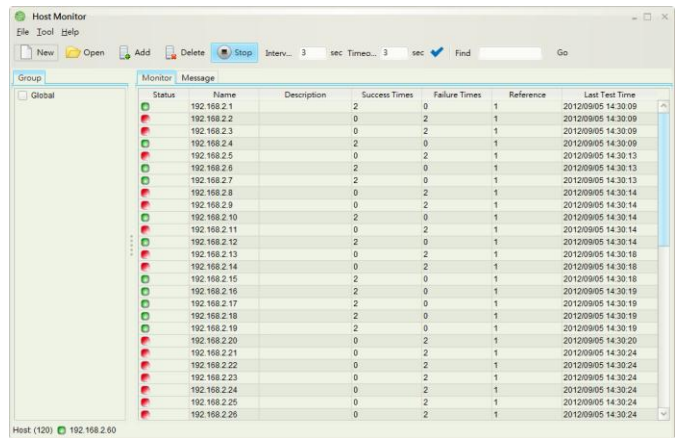 Host Monitor
File Tool Help
New Open Add Delete Stop Interv... 3 sec Timeo... 3 sec Find Go
Group Monitor Message
Global
Status Name Description Success Times Failure Times Reference Last Test Time
192.168.2.1 2 0 1 2012/09/05 14:30:09
192.168.2.2 0 2 1 2012/09/05 14:30:09
192.168.2.3 0 2 1 2012/09/05 14:30:09
192.168.2.4 2 0 1 2012/09/05 14:30:09
192.168.2.5 0 2 1 2012/09/05 14:30:13
192.168.2.6 2 0 1 2012/09/05 14:30:13
192.168.2.7 2 0 1 2012/09/05 14:30:13
192.168.2.8 0 2 1 2012/09/05 14:30:14
192.168.2.9 0 2 1 2012/09/05 14:30:14
192.168.2.10 2 0 1 2012/09/05 14:30:14
192.168.2.11 0 2 1 2012/09/05 14:30:14
192.168.2.12 2 0 1 2012/09/05 14:30:14
192.168.2.13 0 2 1 2012/09/05 14:30:18
192.168.2.14 0 2 1 2012/09/05 14:30:18
192.168.2.15 2 0 1 2012/09/05 14:30:18
192.168.2.16 2 0 1 2012/09/05 14:30:19
192.168.2.17 2 0 1 2012/09/05 14:30:19
192.168.2.18 2 0 1 2012/09/05 14:30:19
192.168.2.19 2 0 1 2012/09/05 14:30:19
192.168.2.20 0 2 1 2012/09/05 14:30:20
192.168.2.21 0 2 1 2012/09/05 14:30:24
192.168.2.22 0 2 1 2012/09/05 14:30:24
192.168.2.23 0 2 1 2012/09/05 14:30:24
192.168.2.24 0 2 1 2012/09/05 14:30:24
192.168.2.25 0 2 1 2012/09/05 14:30:24
192.168.2.26 0 2 1 2012/09/05 14:30:24
Host: (120) 192.168.2.60